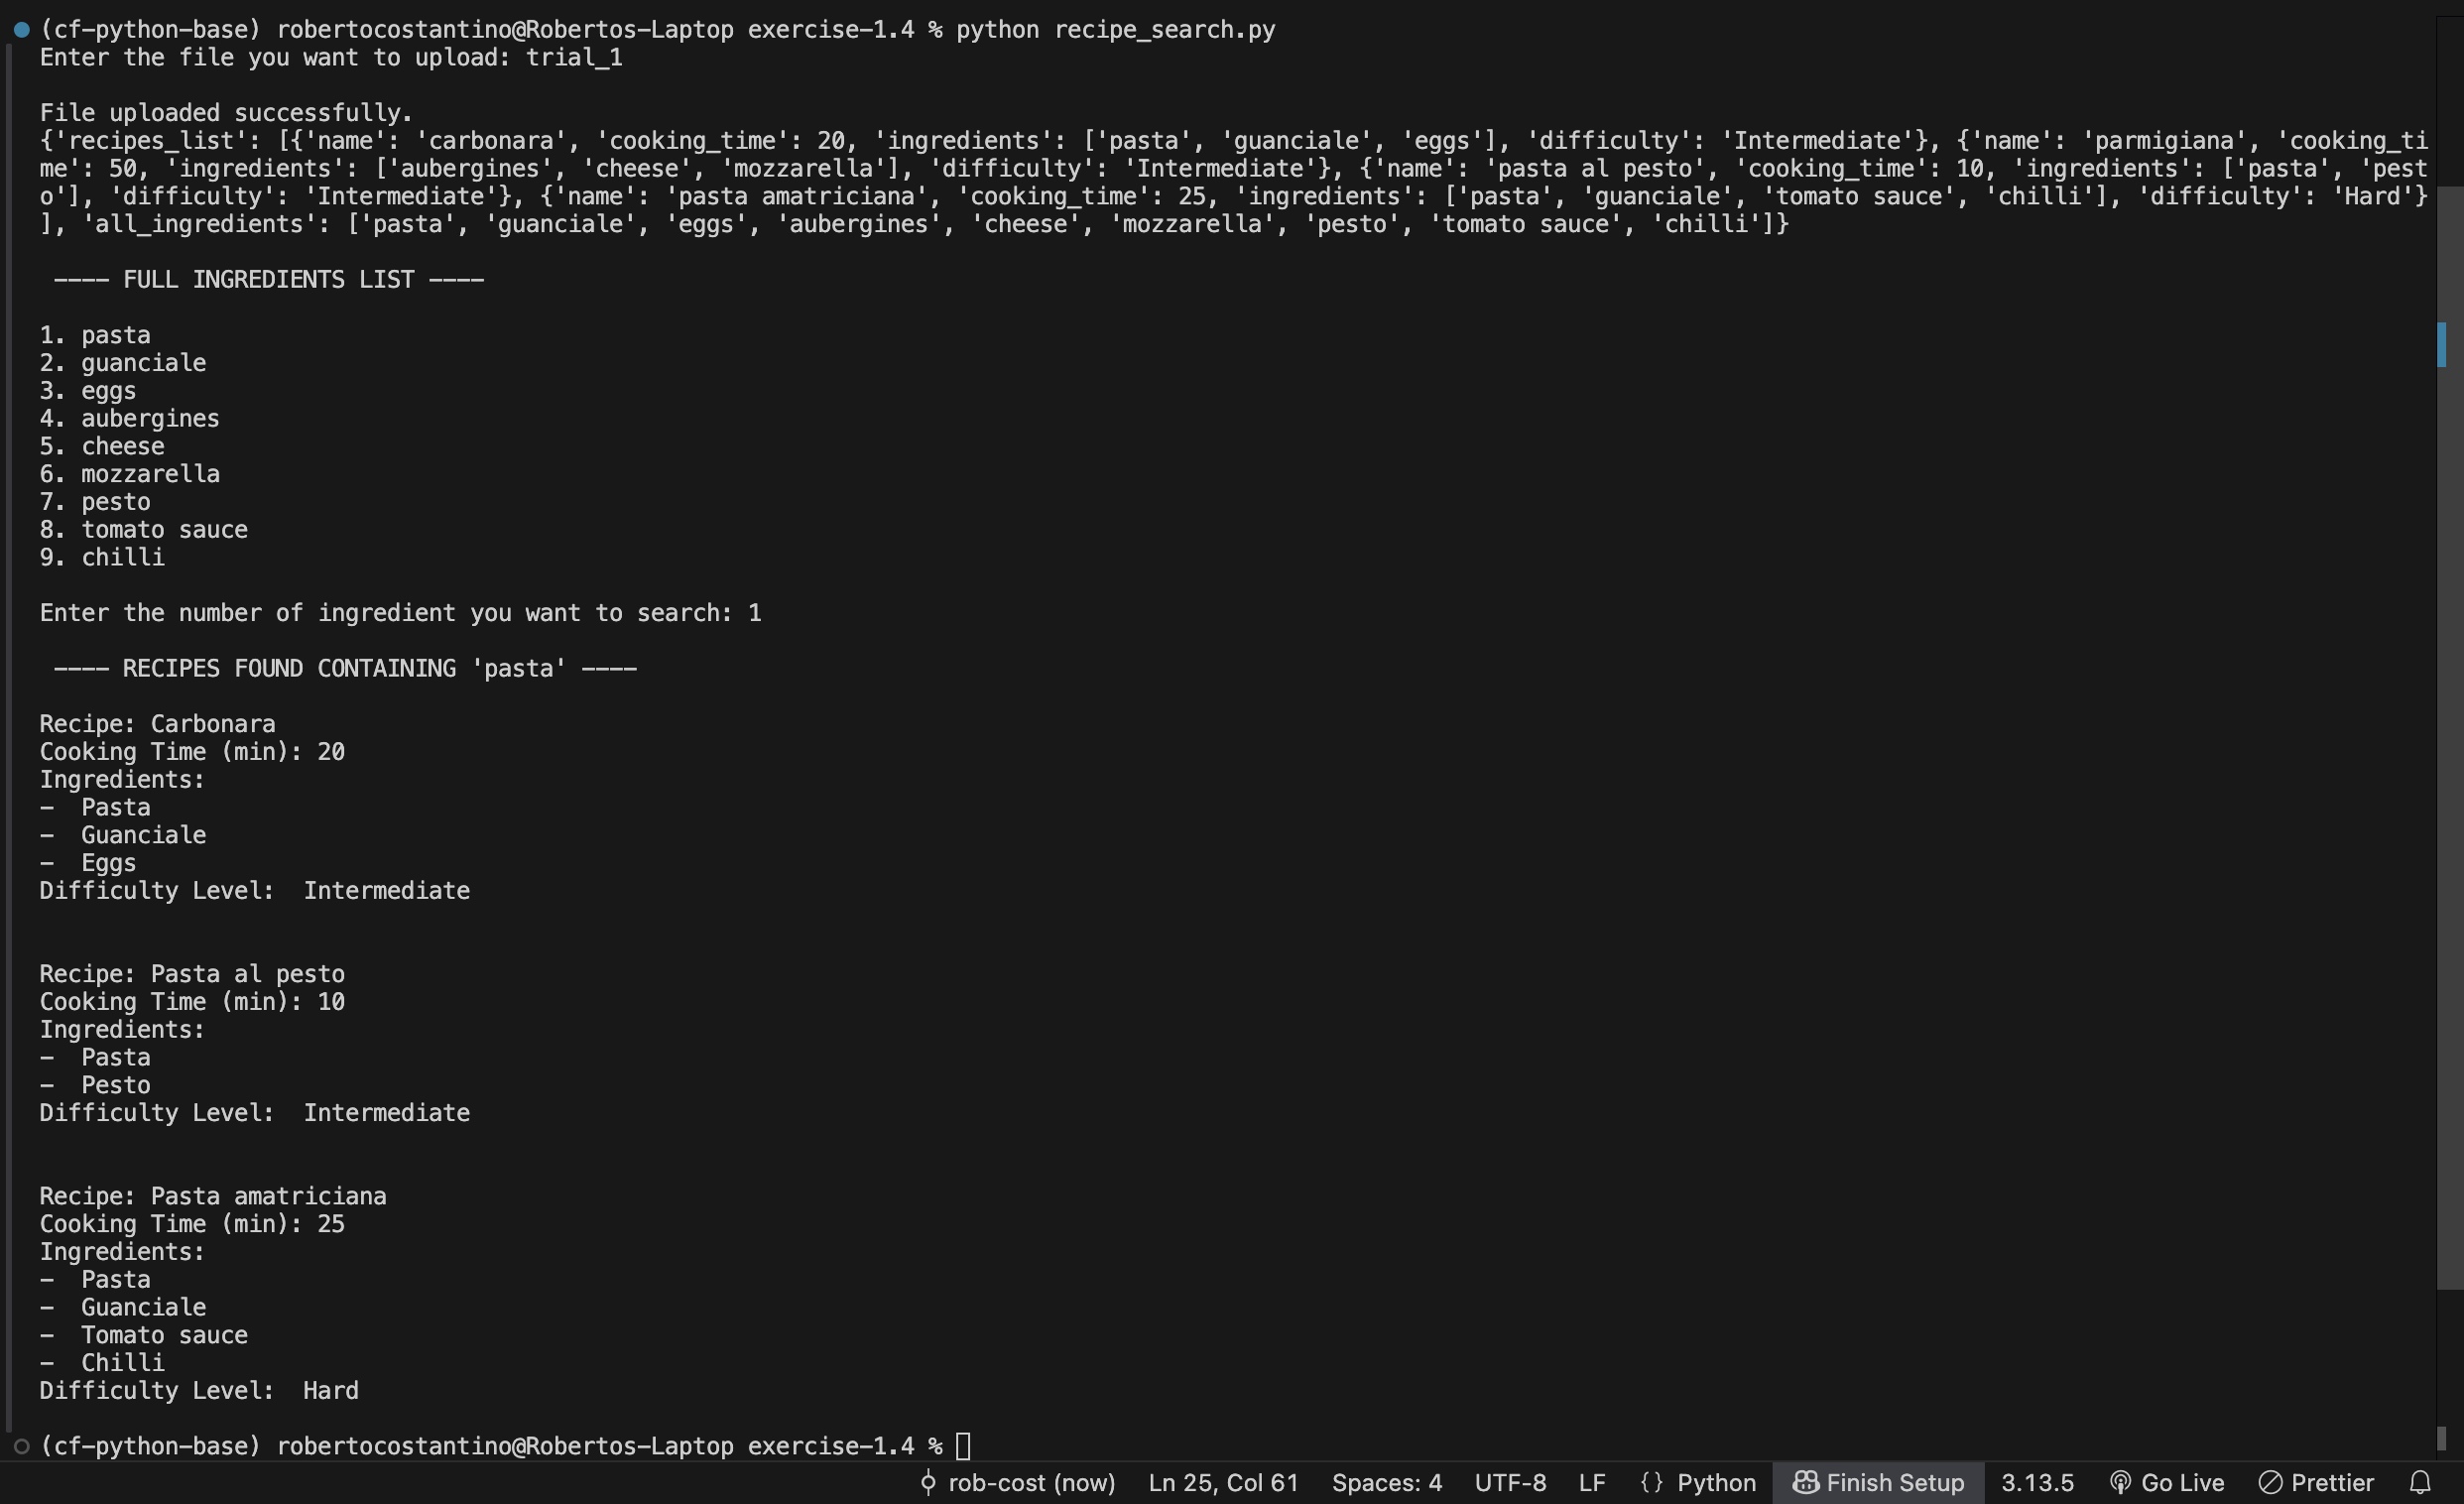 (cf-python-base) robertocostantino@Robertos-Laptop exercise-1.4 % python recipe_search.py
Enter the file you want to upload: trial_1
File uploaded successfully.
{'recipes_list': [{'name': 'carbonara', 'cooking_time': 20, 'ingredients': ['pasta', 'guanciale', 'eggs'], 'difficulty': 'Intermediate'}, {'name': 'parmigiana', 'cooking_ti
me': 50, 'ingredients': ['aubergines', 'cheese', 'mozzarella'], 'difficulty': 'Intermediate'}, {'name': 'pasta al pesto', 'cooking_time': 10, 'ingredients': ['pasta', 'pest
o'], 'difficulty': 'Intermediate'}, {'name': 'pasta amatriciana', 'cooking_time': 25, 'ingredients': ['pasta', 'guanciale', 'tomato sauce', 'chilli'], 'difficulty': 'Hard'}
], 'all_ingredients': ['pasta', 'guanciale', 'eggs', 'aubergines', 'cheese', 'mozzarella', 'pesto', 'tomato sauce', 'chilli']}
---- FULL INGREDIENTS LIST ----
1. pasta
2. guanciale
3. eggs
4. aubergines
5. cheese
6. mozzarella
7. pesto
8. tomato sauce
9. chilli
Enter the number of ingredient you want to search: 1
---- RECIPES FOUND CONTAINING 'pasta' ----
Recipe: Carbonara
Cooking Time (min): 20
Ingredients:
-  Pasta
-  Guanciale
-  Eggs
Difficulty Level:  Intermediate
Recipe: Pasta al pesto
Cooking Time (min): 10
Ingredients:
-  Pasta
-  Pesto
Difficulty Level:  Intermediate
Recipe: Pasta amatriciana
Cooking Time (min): 25
Ingredients:
-  Pasta
-  Guanciale
-  Tomato sauce
-  Chilli
Difficulty Level:  Hard
(cf-python-base) robertocostantino@Robertos-Laptop exercise-1.4 %
rob-cost (now) Ln 25, Col 61 Spaces: 4 UTF-8 LF {} Python Finish Setup 3.13.5 Go Live Prettier